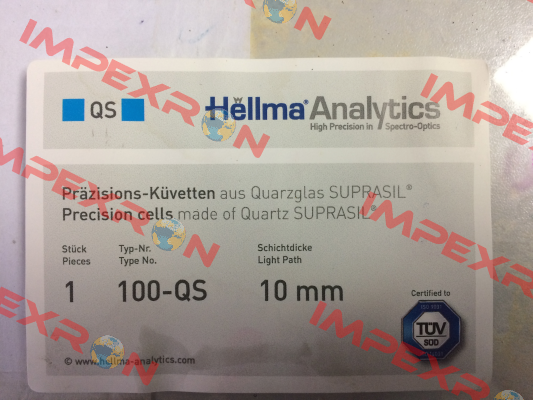 QS
Hellma® Analytics
High Precision in Spectro-Optics
Präzisions-Küvetten aus Quarzglas SUPRASIL®
Precision cells made of Quartz SUPRASIL®
Stück Typ-Nr. Schichtdicke
Pieces Type No. Light Path
1 100-QS 10 mm
Certified to
TÜV
SÜD
© www.hellma-analytics.com
IMPEXRON
IMPEXRON
IMPEXRON
IMPEXRON
IMPEXRON